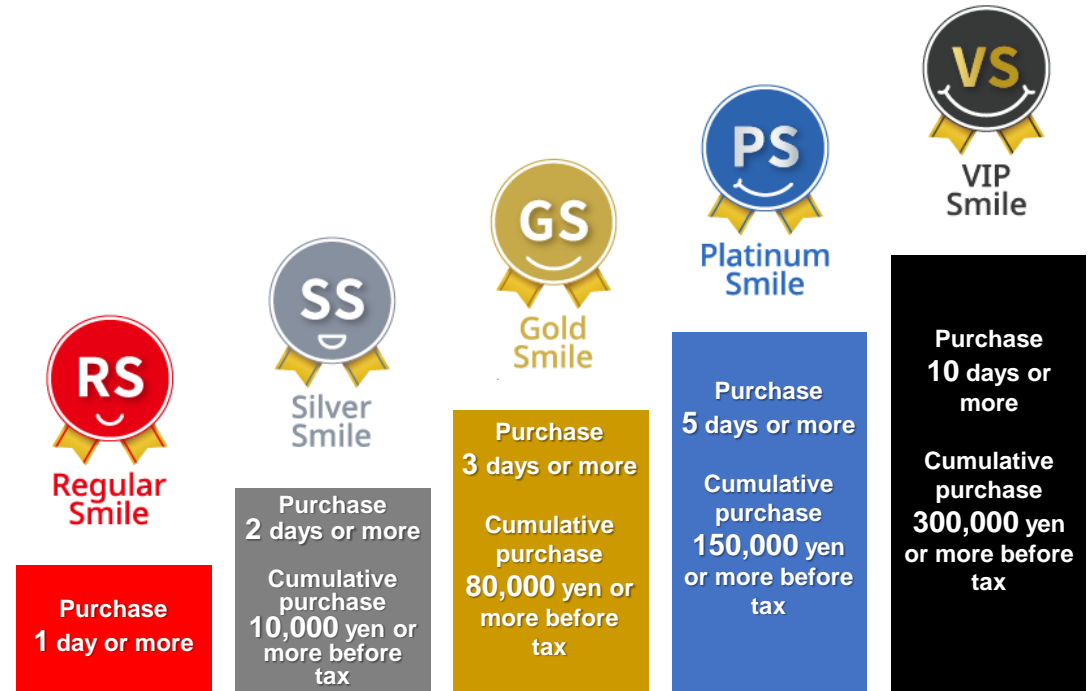 RS
Regular
Smile
Purchase
1 day or more
SS
Silver
Smile
Purchase
2 days or more
Cumulative
purchase
10,000 yen or
more before
tax
GS
Gold
Smile
Purchase
3 days or more
Cumulative
purchase
80,000 yen or
more before
tax
PS
Platinum
Smile
Purchase
5 days or more
Cumulative
purchase
150,000 yen
or more before
tax
VS
VIP
Smile
Purchase
10 days or
more
Cumulative
purchase
300,000 yen
or more before
tax